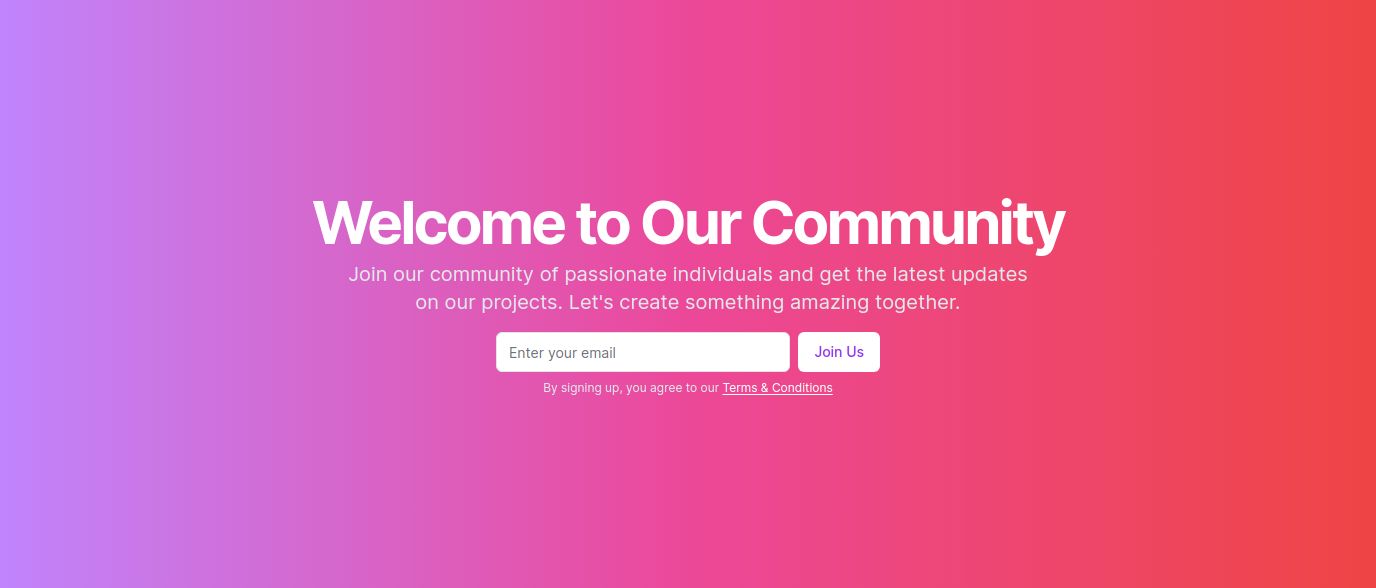 Welcome to Our Community
Join our community of passionate individuals and get the latest updates
on our projects. Let's create something amazing together.
Enter your email
Join Us
By signing up, you agree to our Terms & Conditions